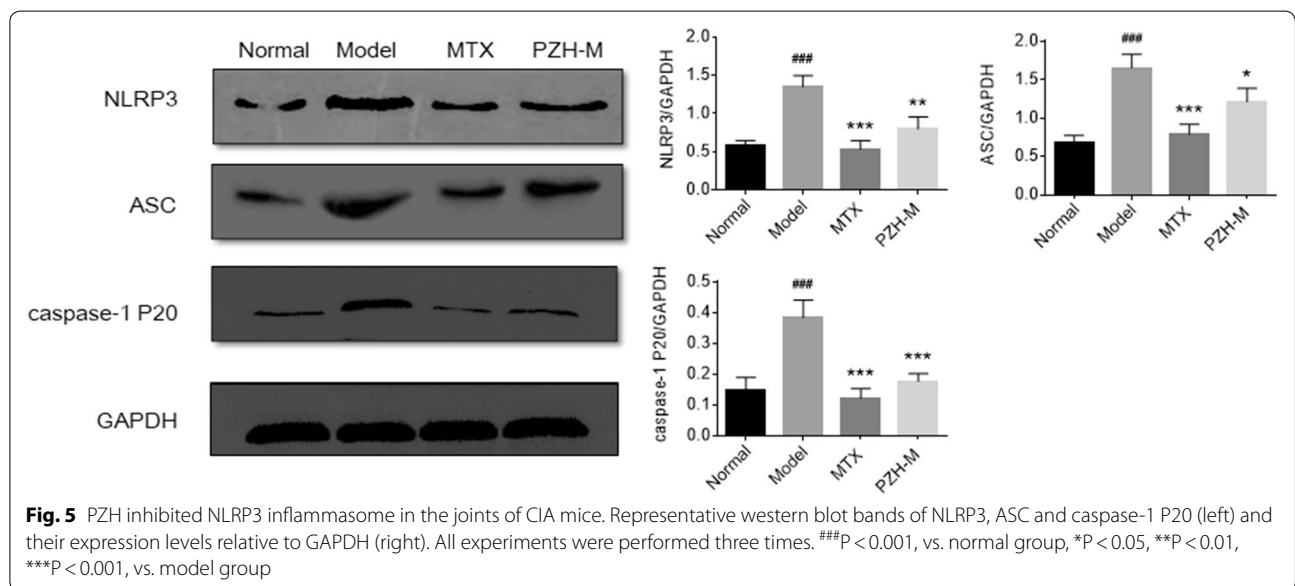 Normal Model MTX PZH-M
NLRP3
ASC
caspase-1 P20
GAPDH
NLRP3/GAPDH
2.0
1.5
1.0
0.5
0.0
###
***
**
Normal
Model
MTX
PZH-M
ASC/GAPDH
2.0
1.5
1.0
0.5
0.0
###
***
*
Normal
Model
MTX
PZH-M
caspase-1 P20/GAPDH
0.5
0.4
0.3
0.2
0.1
0.0
###
***
***
Normal
Model
MTX
PZH-M
Fig. 5 PZH inhibited NLRP3 inflammasome in the joints of CIA mice. Representative western blot bands of NLRP3, ASC and caspase-1 P20 (left) and
their expression levels relative to GAPDH (right). All experiments were performed three times. ###P < 0.001, vs. normal group, *P < 0.05, **P < 0.01,
***P < 0.001, vs. model group